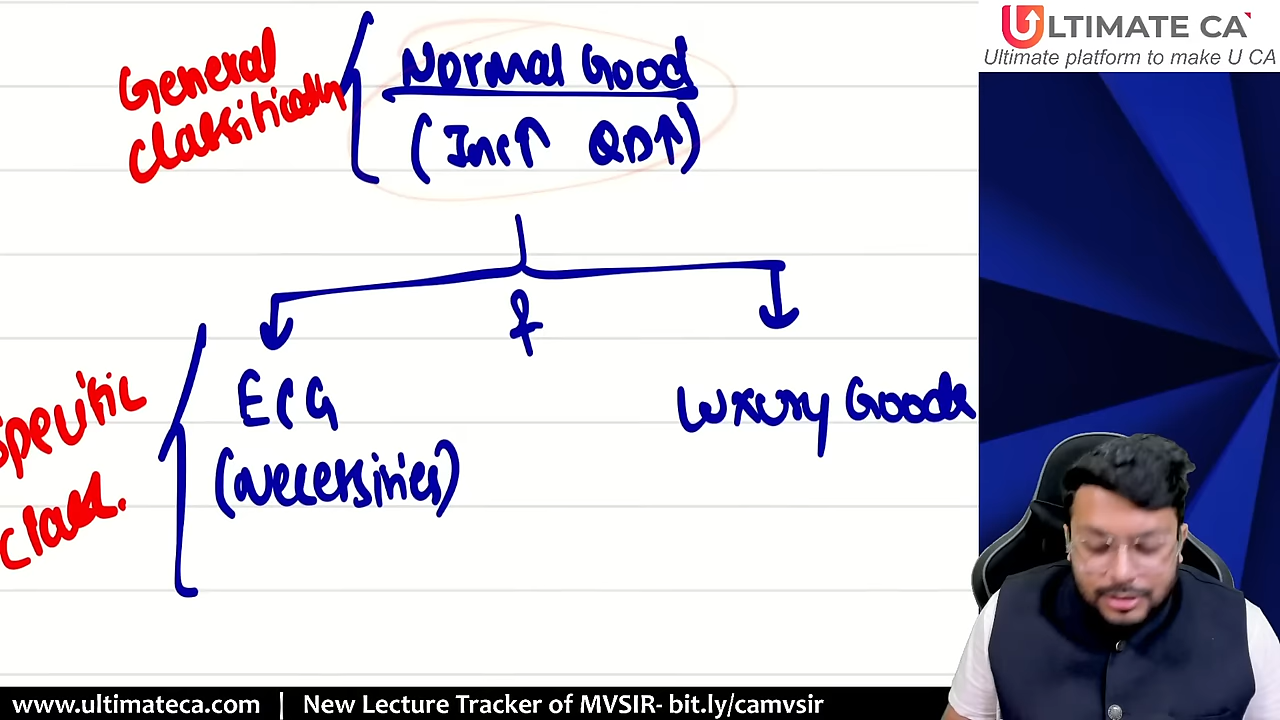 ULTIMATE CA
Ultimate platform to make U CA
General
classification
Normal Good
(Inc↑ QD↑)
&
ECG
(Necessities)
Luxury Goods
Specific
class.
www.ultimateca.com | New Lecture Tracker of MVSIR- bit.ly/camvsir